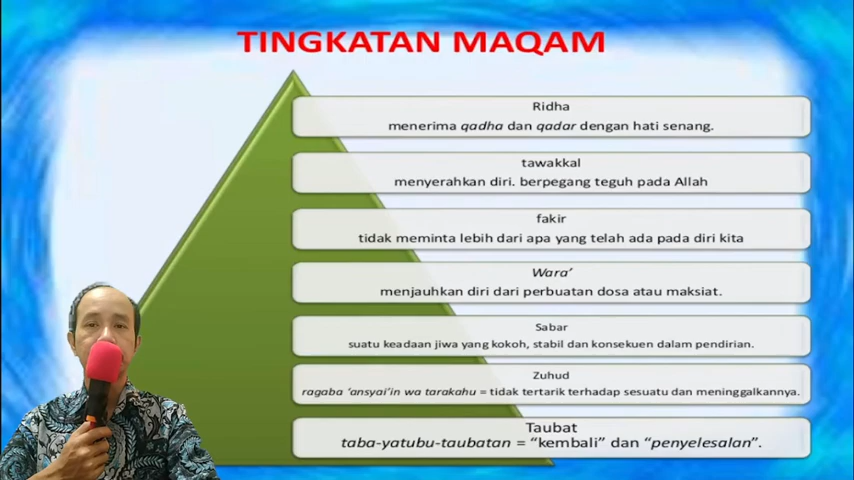 TINGKATAN MAQAM
Ridha
menerima qadha dan qadar dengan hati senang.
tawakkal
menyerahkan diri. berpegang teguh pada Allah
fakir
tidak meminta lebih dari apa yang telah ada pada diri kita
Wara’
menjauhkan diri dari perbuatan dosa atau maksiat.
Sabar
suatu keadaan jiwa yang kokoh, stabil dan konsekuen dalam pendirian.
Zuhud
ragaba ‘ansyai’in wa tarakahu = tidak tertarik terhadap sesuatu dan meninggalkannya.
Taubat
taba-yatubu-taubatan = “kembali” dan “penyelesalan”.